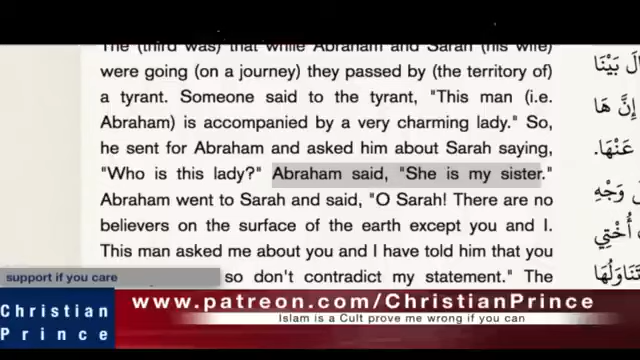 The (third was) that while Abraham and Sarah (his wife)
were going (on a journey) they passed by (the territory of)
a tyrant. Someone said to the tyrant, "This man (i.e.
Abraham) is accompanied by a very charming lady." So,
he sent for Abraham and asked him about Sarah saying,
"Who is this lady?" Abraham said, "She is my sister."
Abraham went to Sarah and said, "O Sarah! There are no
believers on the surface of the earth except you and I.
This man asked me about you and I have told him that you
so don't contradict my statement." The
بَيْنَا
إِنَّ هَا
عَنْهَا.
وَجْهِ
أُخْتِي
support if you care
Christian
Prince
www.patreon.com/ChristianPrince
Islam is a Cult prove me wrong if you can